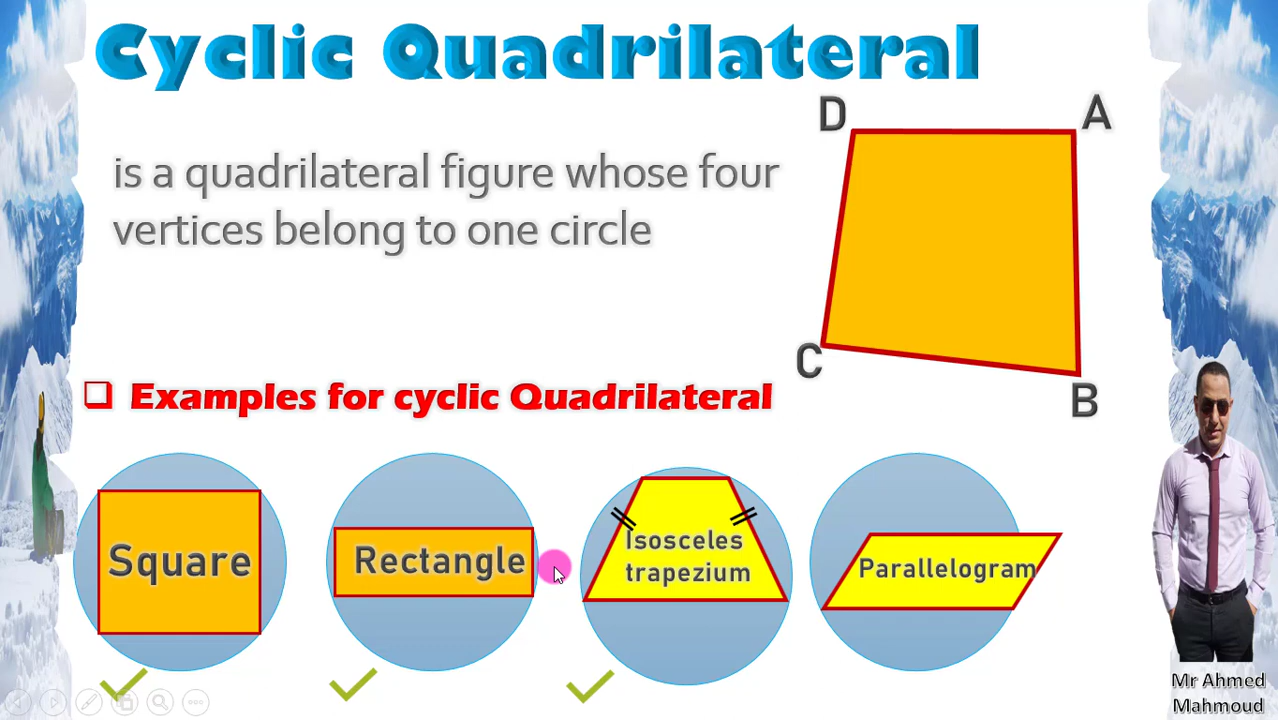 Cyclic Quadrilateral
D
A
is a quadrilateral figure whose four
vertices belong to one circle
C
B
Examples for cyclic Quadrilateral
Square
Rectangle
Isosceles
trapezium
Parallelogram
Mr Ahmed
Mahmoud